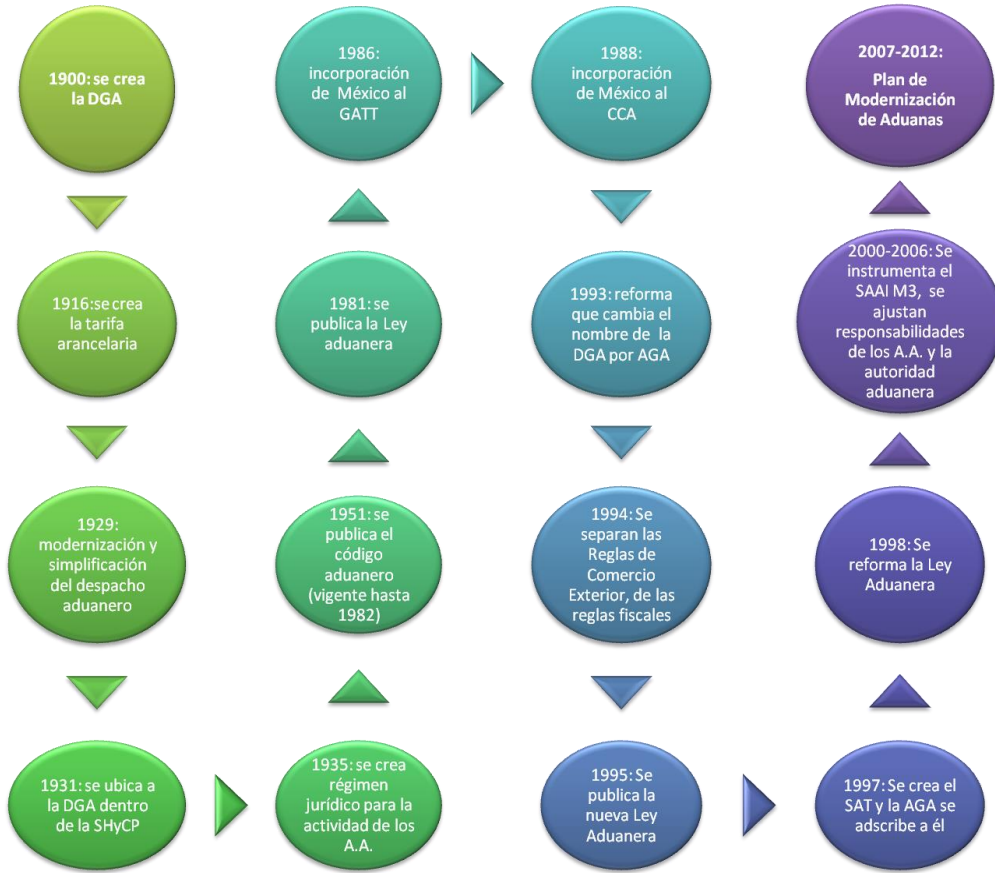 1900: se crea
la DGA
1916:se crea
la tarifa
arancelaria
1929:
modernización y
simplificación
del despacho
aduanero
1931: se ubica a
la DGA dentro
de la SHyCP
1935: se crea
régimen
jurídico para la
actividad de los
A.A.
1951: se
publica el
código
aduanero
(vigente hasta
1982)
1981: se
publica la Ley
aduanera
1986:
incorporación
de México al
GATT
1988:
incorporación
de México al
CCA
1993: reforma
que cambia el
nombre de la
DGA por AGA
1994: Se
separan las
Reglas de
Comercio
Exterior, de las
reglas fiscales
1995: Se
publica la
nueva Ley
Aduanera
1997: Se crea el
SAT y la AGA se
adscribe a él
1998: Se
reforma la Ley
Aduanera
2000-2006: Se
instrumenta el
SAAI M3, se
ajustan
responsabilidades
de los A.A. y la
autoridad
aduanera
2007-2012:
Plan de
Modernización
de Aduanas